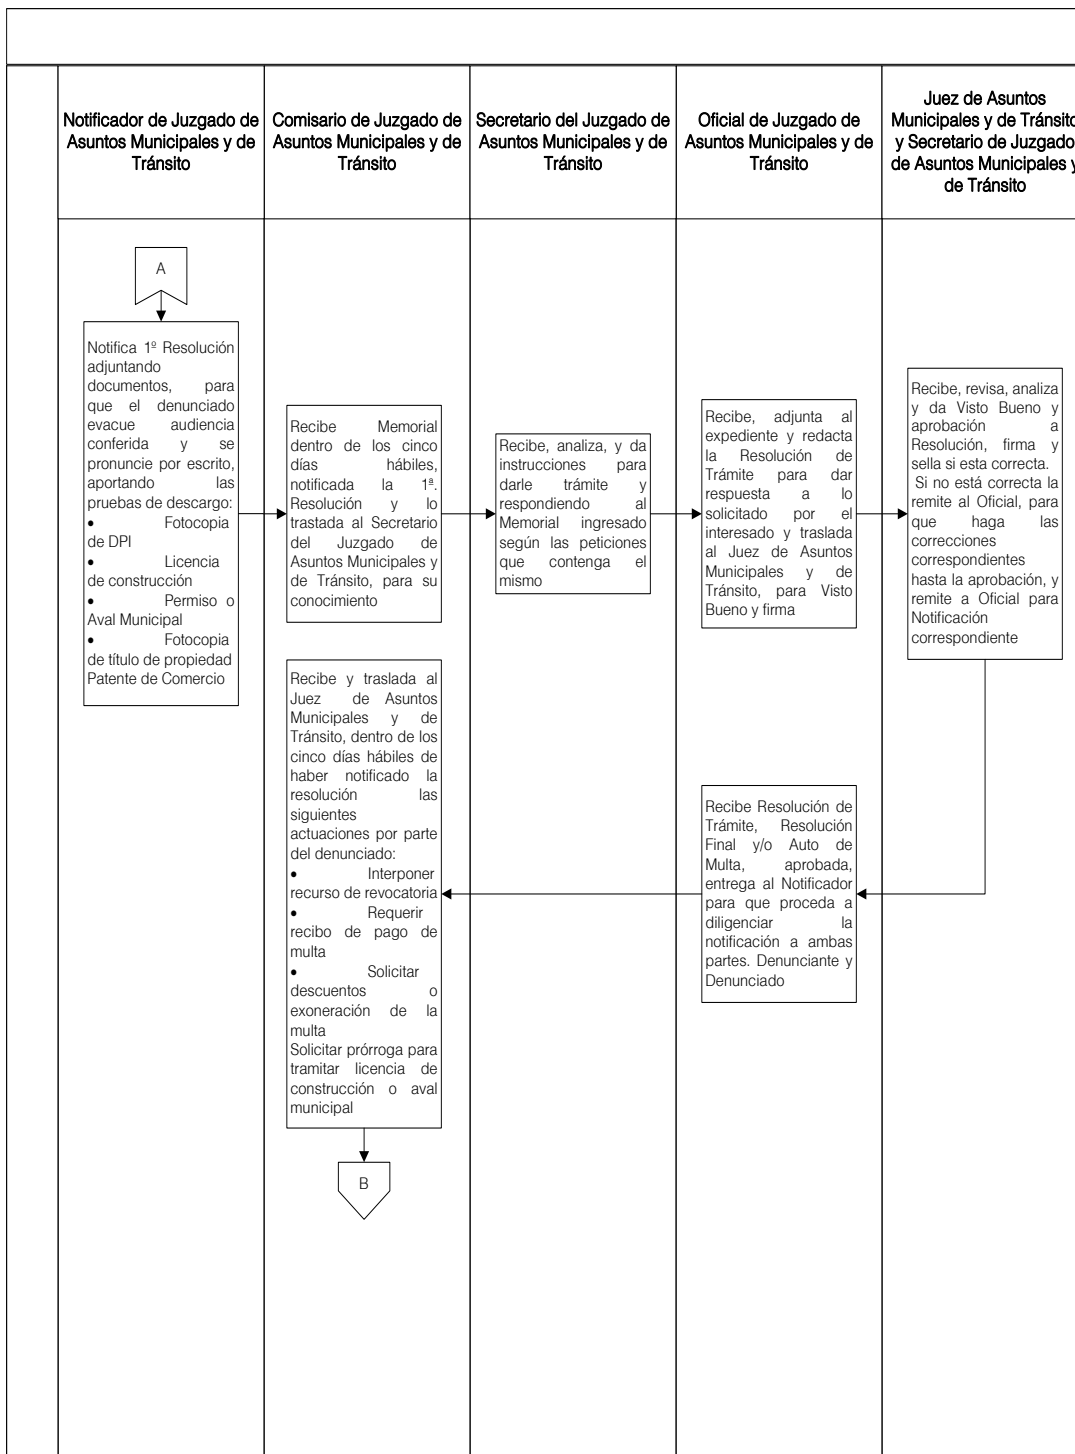 Notificador de Juzgado de
Asuntos Municipales y de
Tránsito
Comisario de Juzgado de
Asuntos Municipales y de
Tránsito
Secretario del Juzgado de
Asuntos Municipales y de
Tránsito
Oficial de Juzgado de
Asuntos Municipales y de
Tránsito
Juez de Asuntos
Municipales y de Tránsito
y Secretario de Juzgado
de Asuntos Municipales y
de Tránsito
A
Notifica 1º Resolución
adjuntando
documentos, para
que el denunciado
evacue audiencia
conferida y se
pronuncie por escrito,
aportando las
pruebas de descargo:
• Fotocopia
de DPI
• Licencia
de construcción
• Permiso o
Aval Municipal
• Fotocopia
de título de propiedad
Patente de Comercio
Recibe Memorial
dentro de los cinco
días hábiles,
notificada la 1ª.
Resolución y lo
trastada al Secretario
del Juzgado de
Asuntos Municipales y
de Tránsito, para su
conocimiento
Recibe, analiza, y da
instrucciones para
darle trámite y
respondiendo al
Memorial ingresado
según las peticiones
que contenga el
mismo
Recibe, adjunta al
expediente y redacta
la Resolución de
Trámite para dar
respuesta a lo
solicitado por el
interesado y traslada
al Juez de Asuntos
Municipales y de
Tránsito, para Visto
Bueno y firma
Recibe, revisa, analiza
y da Visto Bueno y
aprobación a
Resolución, firma y
sella si esta correcta.
Si no está correcta la
remite al Oficial, para
que haga las
correcciones
correspondientes
hasta la aprobación, y
remite a Oficial para
Notificación
correspondiente
Recibe y traslada al
Juez de Asuntos
Municipales y de
Tránsito, dentro de los
cinco días hábiles de
haber notificado la
resolución las
siguientes
actuaciones por parte
del denunciado:
• Interponer
recurso de revocatoria
• Requerir
recibo de pago de
multa
• Solicitar
descuentos o
exoneración de la
multa
Solicitar prórroga para
tramitar licencia de
construcción o aval
municipal
Recibe Resolución de
Trámite, Resolución
Final y/o Auto de
Multa, aprobada,
entrega al Notificador
para que proceda a
diligenciar la
notificación a ambas
partes. Denunciante y
Denunciado
B